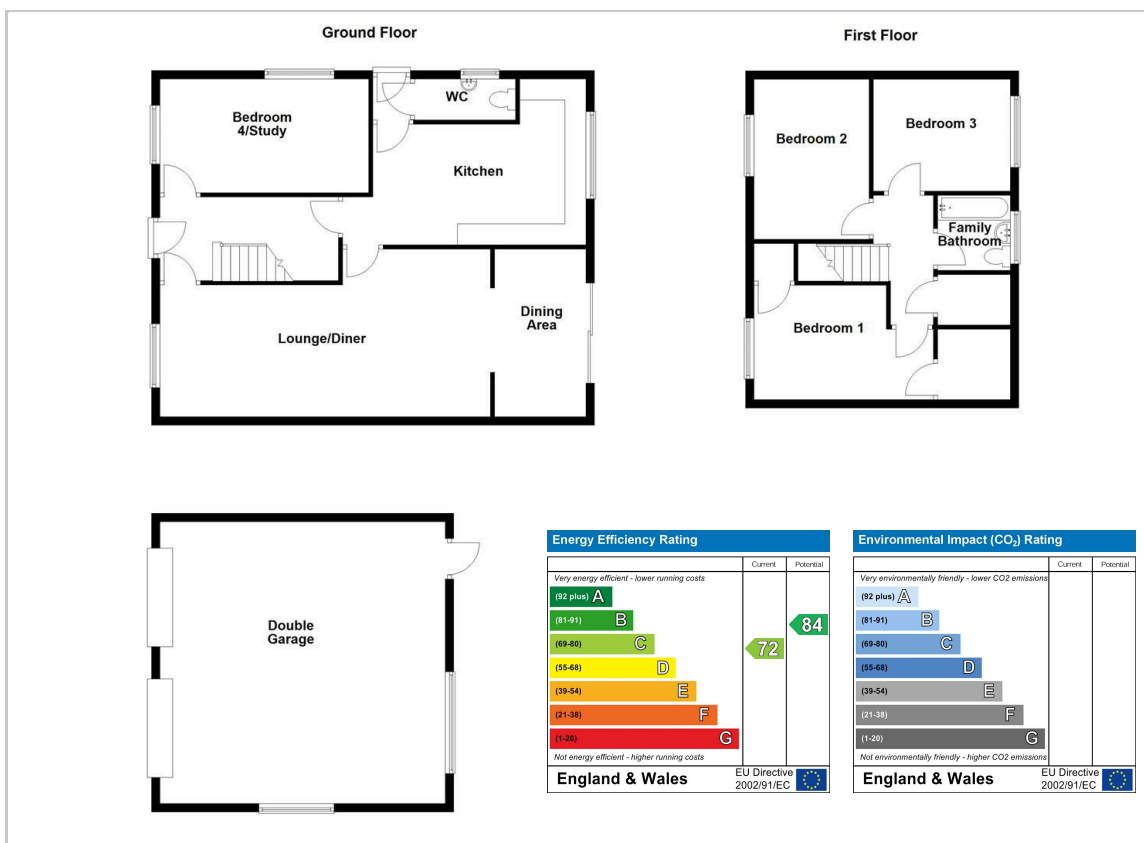 Ground Floor
First Floor
Bedroom
4/Study
WC
Kitchen
Lounge/Diner
Dining
Area
Bedroom 2
Bedroom 3
Family
Bathroom
Bedroom 1
Double
Garage
Energy Efficiency Rating
Current Potential
Very energy efficient - lower running costs
(92 plus) A
(81-91) B
(69-80) C
(55-68) D
(39-54) E
(21-38) F
(1-20) G
72
84
Not energy efficient - higher running costs
England & Wales
EU Directive
2002/91/EC
Environmental Impact (CO₂) Rating
Current Potential
Very environmentally friendly - lower CO2 emissions
(92 plus) A
(81-91) B
(69-80) C
(55-68) D
(39-54) E
(21-38) F
(1-20) G
Not environmentally friendly - higher CO2 emissions
England & Wales
EU Directive
2002/91/EC